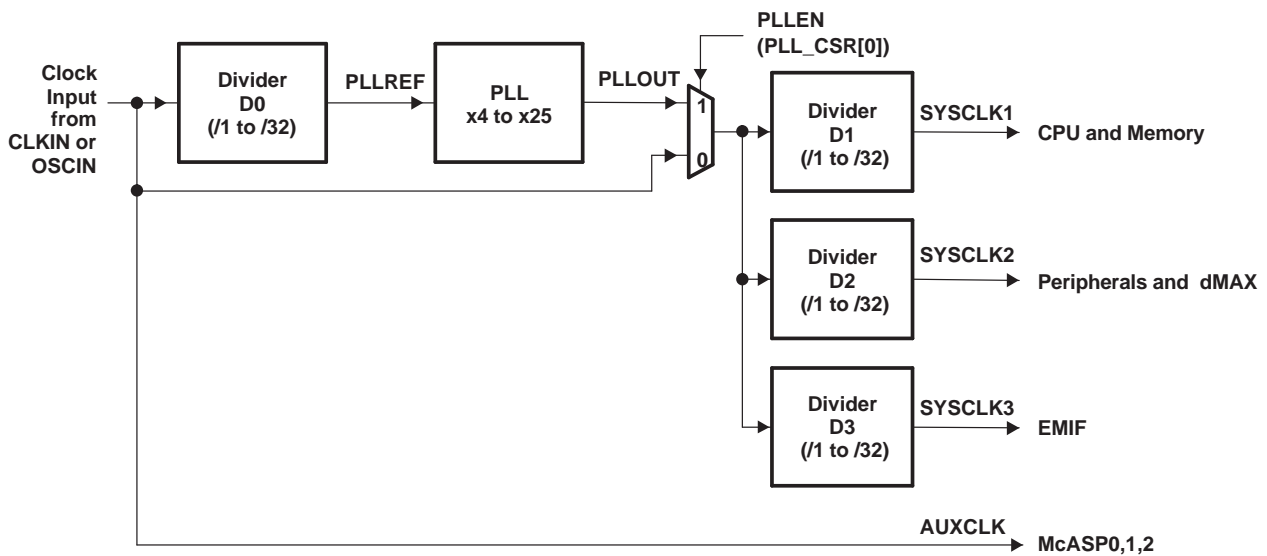 PLLEN
(PLL_CSR[0])
Clock
Input
from
CLKIN or
OSCIN
Divider
D0
(/1 to /32)
PLLREF
PLL
x4 to x25
PLLOUT
1
0
Divider
D1
(/1 to /32)
SYSCLK1
CPU and Memory
Divider
D2
(/1 to /32)
SYSCLK2
Peripherals and dMAX
Divider
D3
(/1 to /32)
SYSCLK3
EMIF
AUXCLK
McASP0,1,2